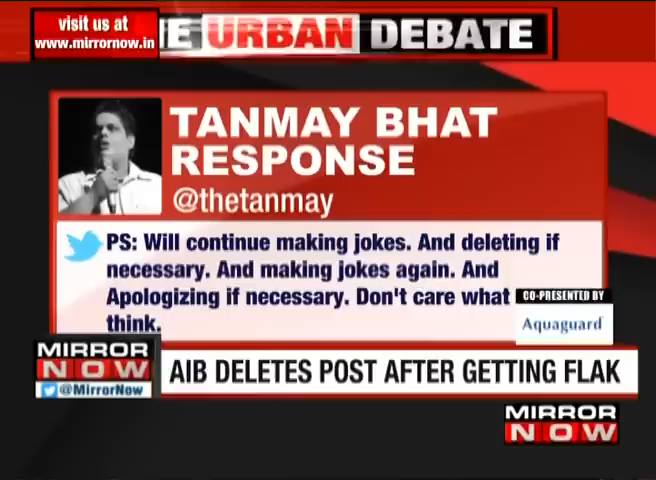 visit us at
www.mirrornow.in
E URBAN DEBATE
TANMAY BHAT
RESPONSE
@thetanmay
PS: Will continue making jokes. And deleting if
necessary. And making jokes again. And
Apologizing if necessary. Don't care what
think.
CO-PRESENTED BY
Aquaguard
MIRROR
NOW
@MirrorNow
AIB DELETES POST AFTER GETTING FLAK
MIRROR
NOW